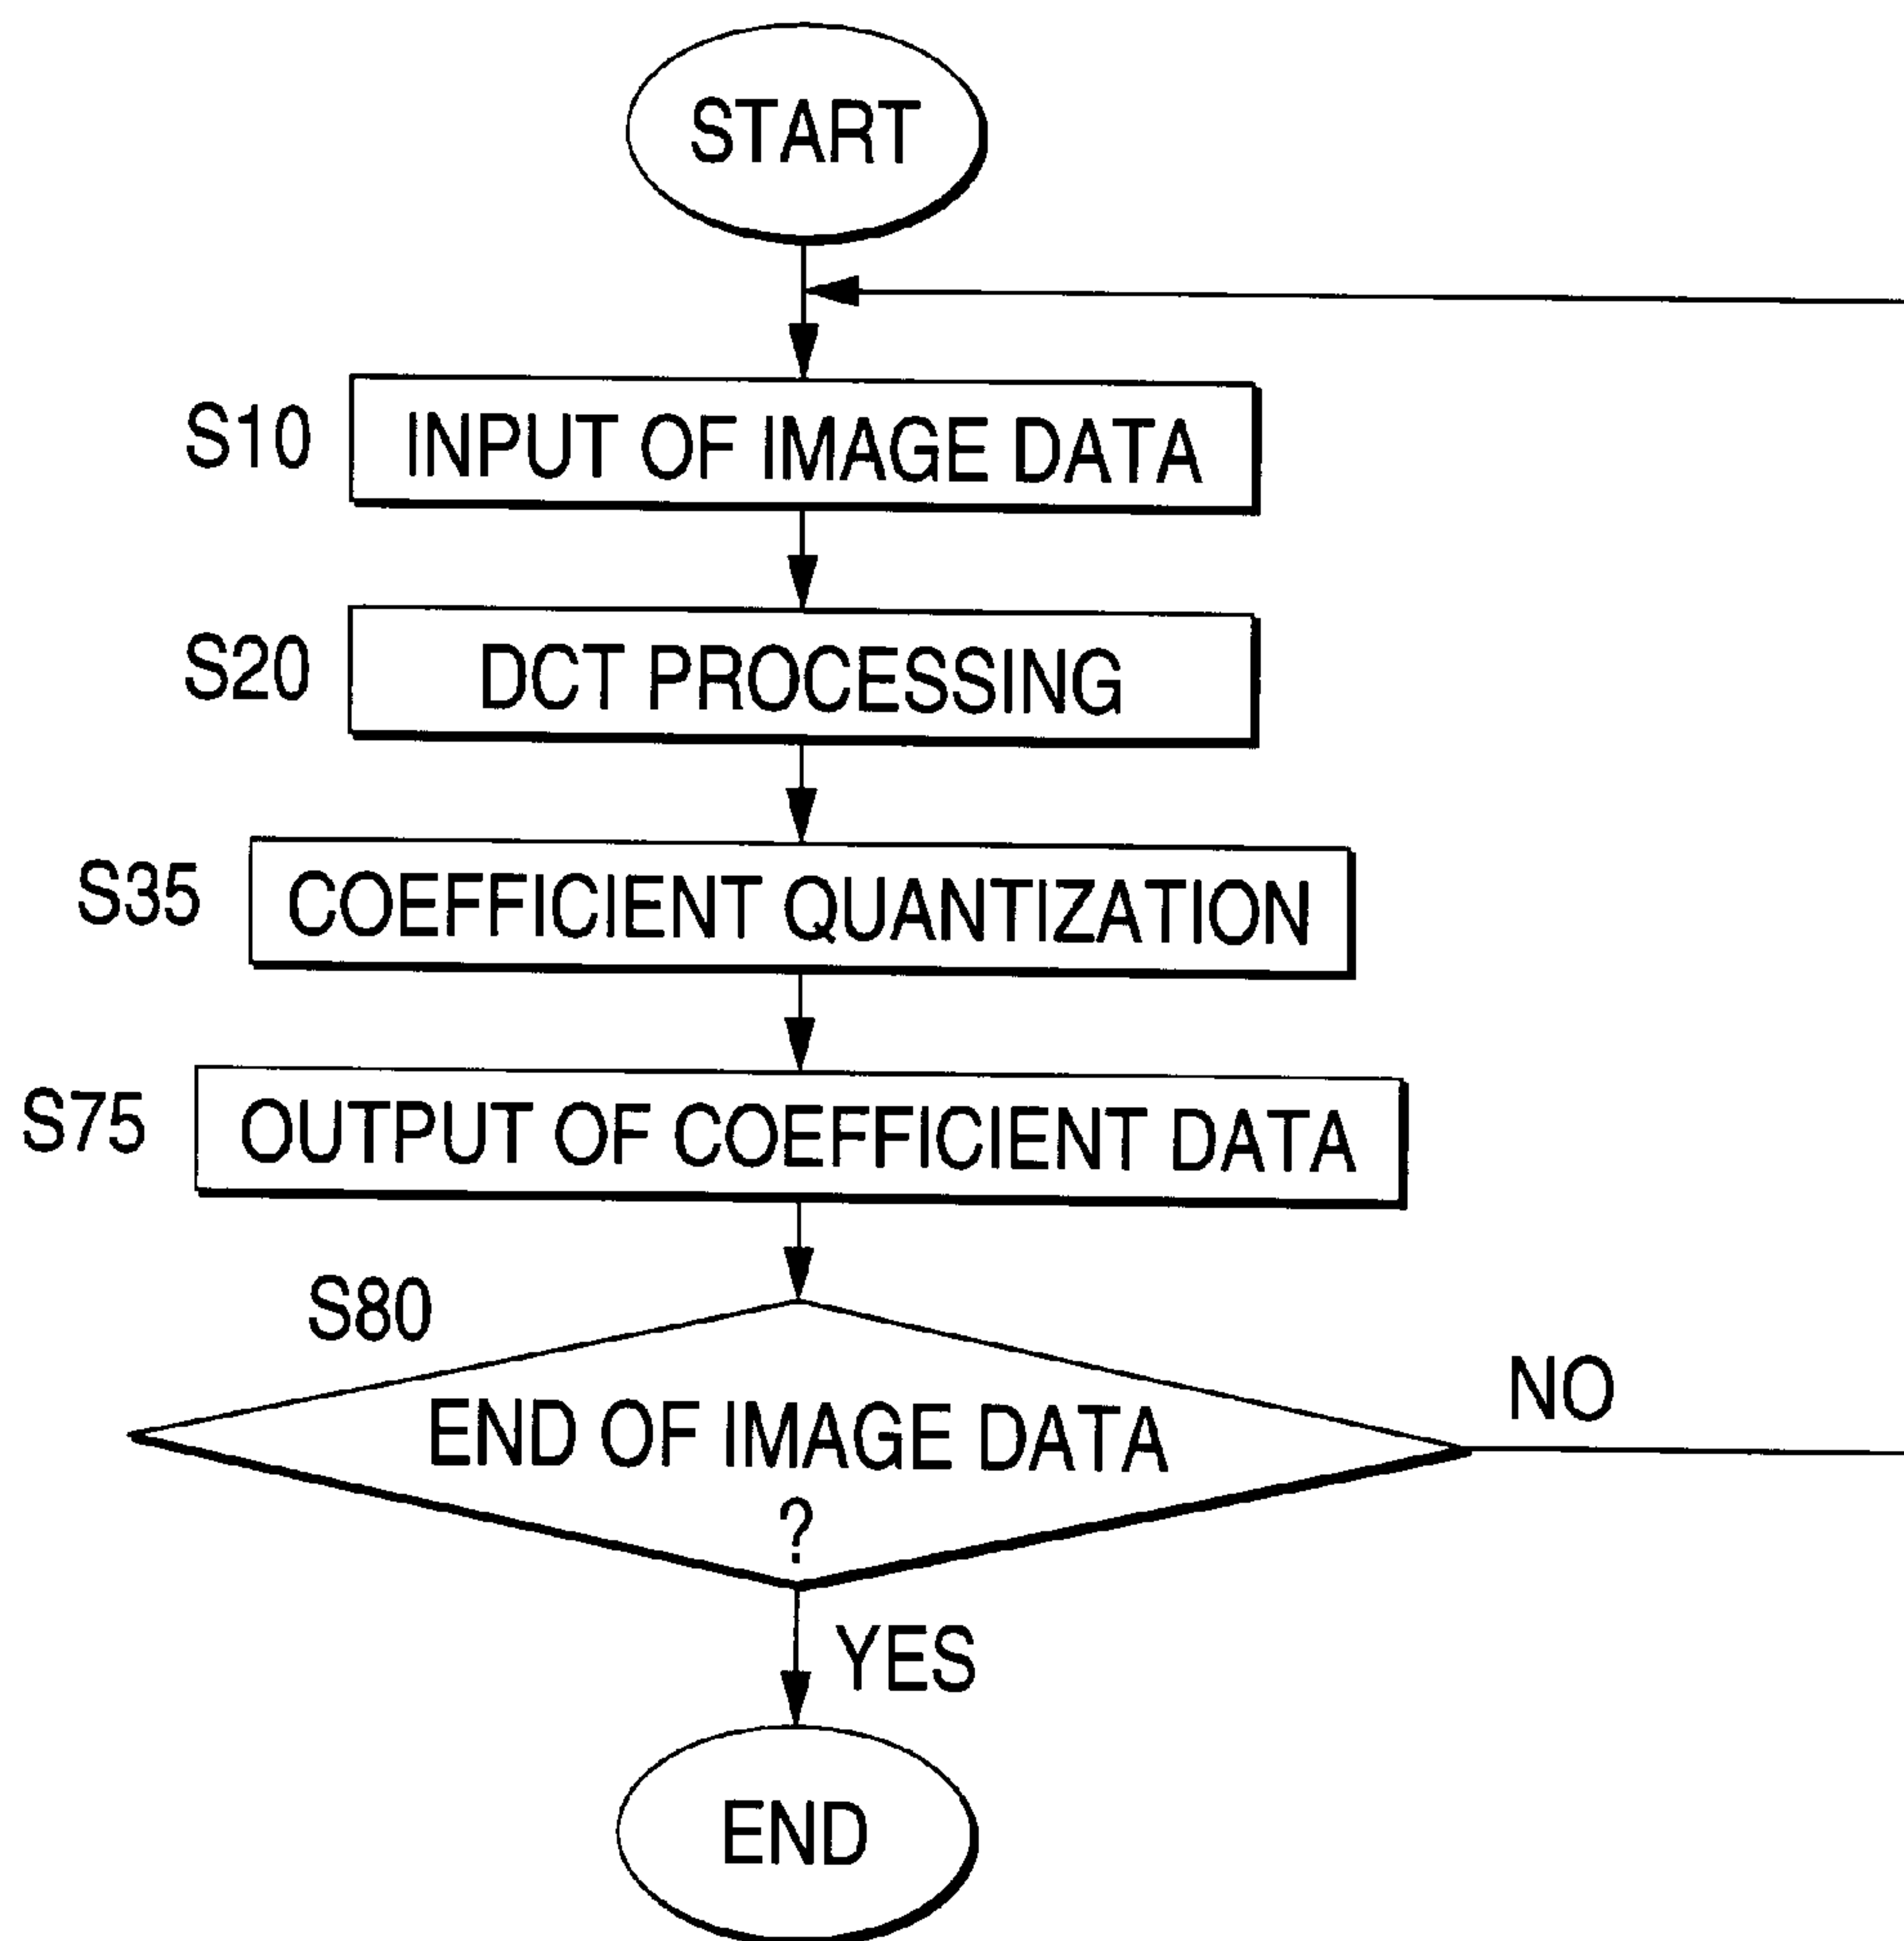 START
S10 INPUT OF IMAGE DATA
S20 DCT PROCESSING
S35 COEFFICIENT QUANTIZATION
S75 OUTPUT OF COEFFICIENT DATA
S80
END OF IMAGE DATA
?
NO
YES
END